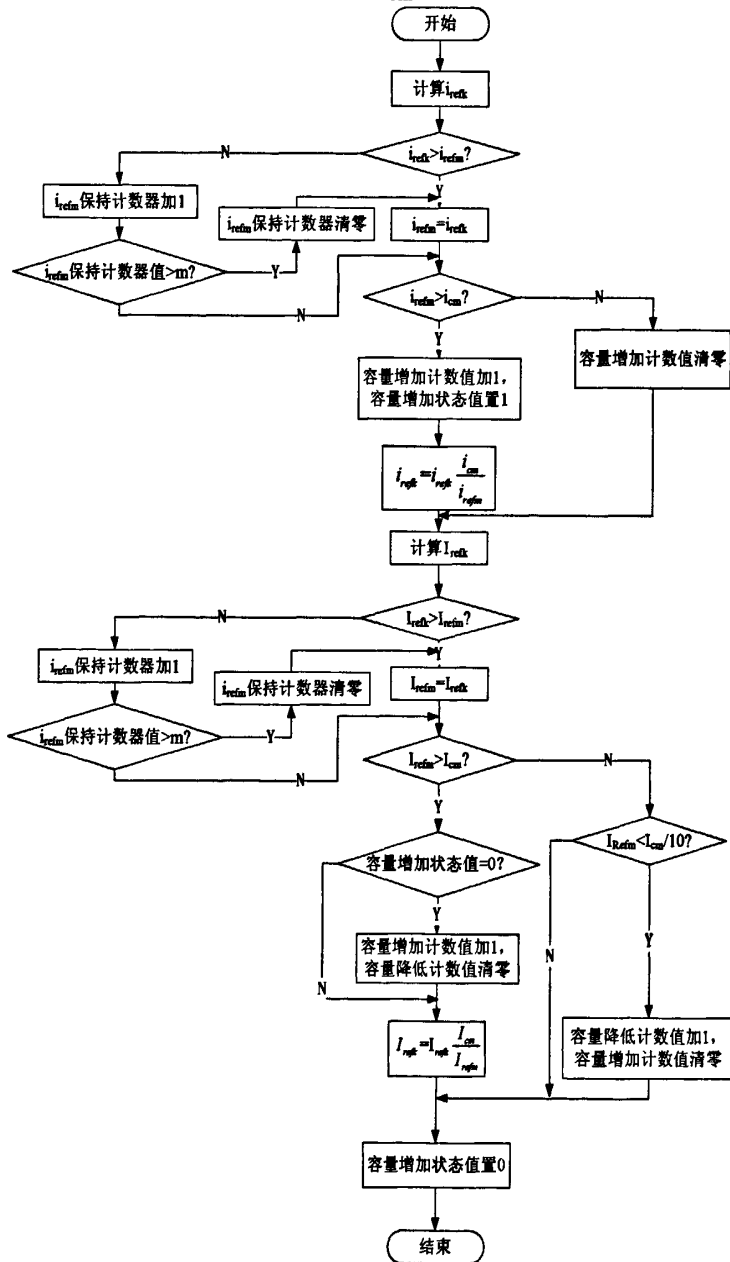 开始
计算i_refk
i_refk>i_refm?
N
Y
i_refm保持计数器加1
i_refm保持计数器清零
i_refm=i_refk
i_refm保持计数器值>m?
Y
N
i_refm>i_cm?
N
Y
容量增加计数值清零
容量增加计数值加1,
容量增加状态值置1
i_refk=i_refk i_cm/i_refm
计算I_refk
I_refk>I_refm?
N
Y
i_refm保持计数器加1
i_refm保持计数器清零
I_refm=I_refk
i_refm保持计数器值>m?
Y
N
I_refm>I_cm?
N
Y
I_Refm<I_cm/10?
容量增加状态值=0?
Y
N
Y
N
容量增加计数值加1,
容量降低计数值清零
I_refk=I_refk I_cm/I_refm
容量降低计数值加1,
容量增加计数值清零
容量增加状态值置0
结束